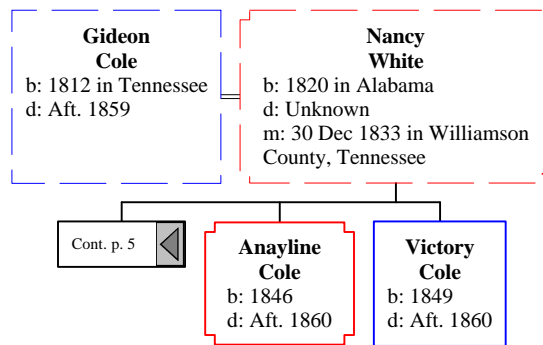 Gideon
Cole
b: 1812 in Tennessee
d: Aft. 1859
Nancy
White
b: 1820 in Alabama
d: Unknown
m: 30 Dec 1833 in Williamson
County, Tennessee
Cont. p. 5
Anayline
Cole
b: 1846
d: Aft. 1860
Victory
Cole
b: 1849
d: Aft. 1860